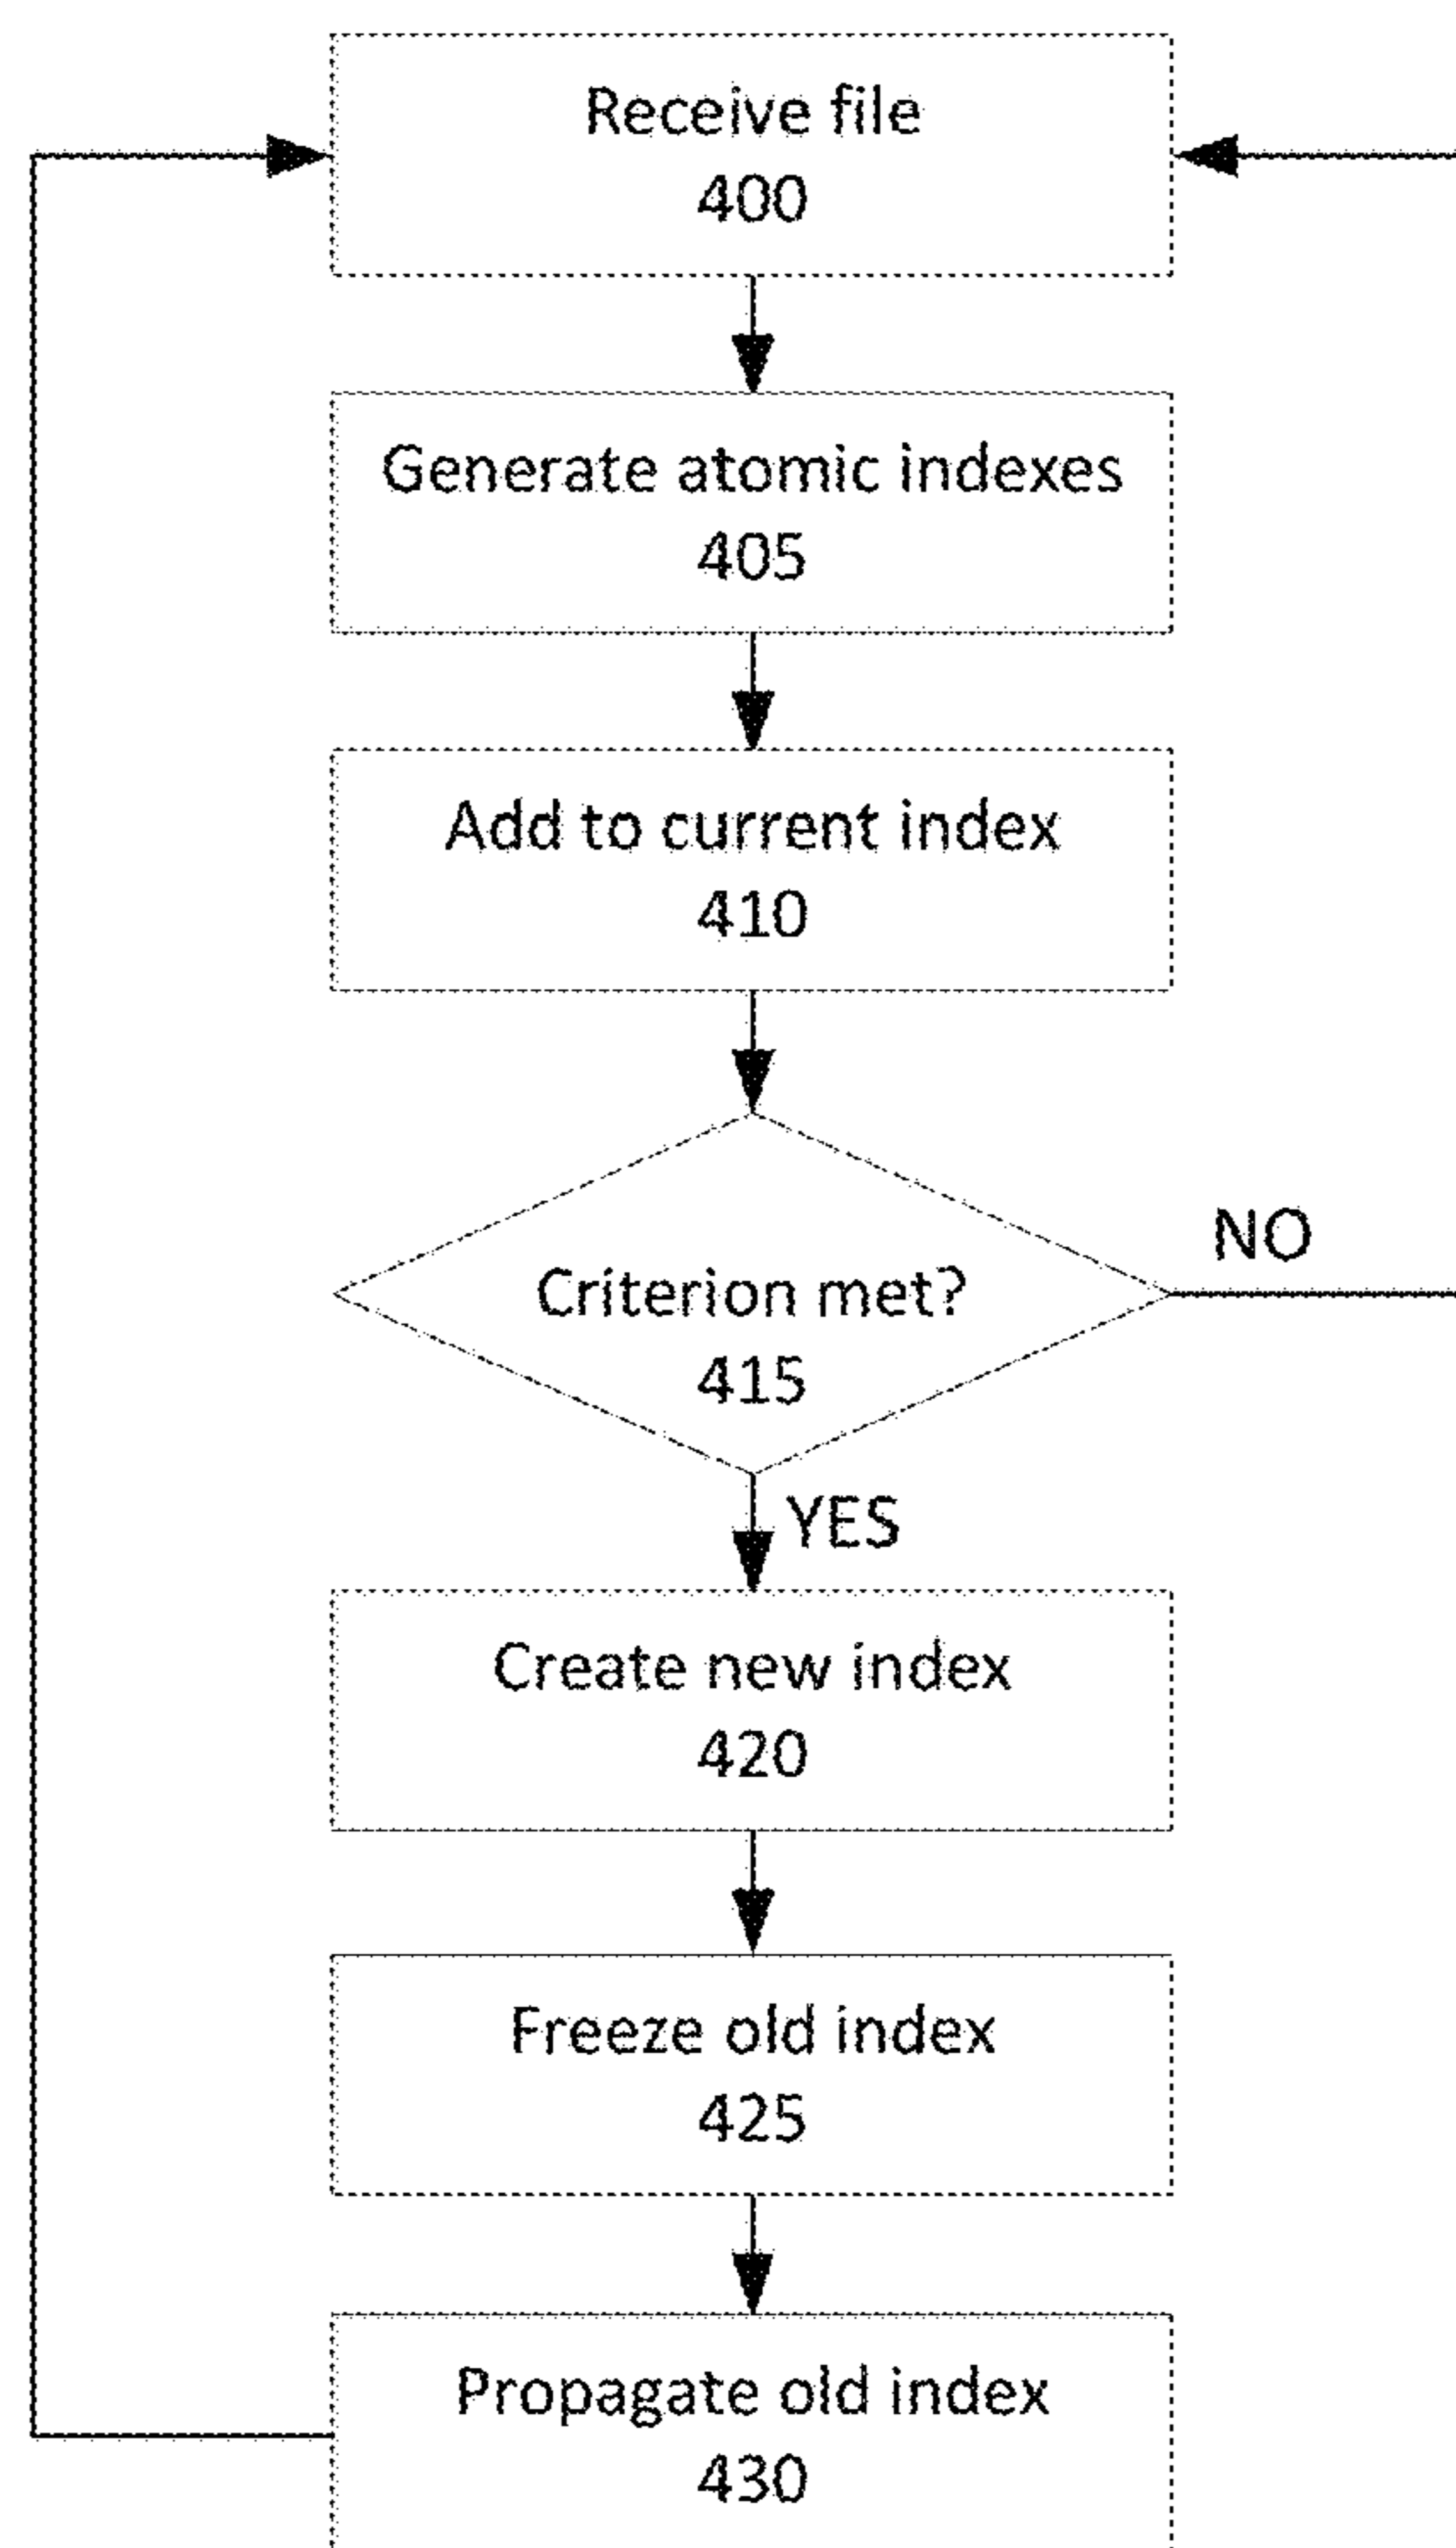 Receive file
400
Generate atomic indexes
405
Add to current index
410
Criterion met?
415
NO
YES
Create new index
420
Freeze old index
425
Propagate old index
430